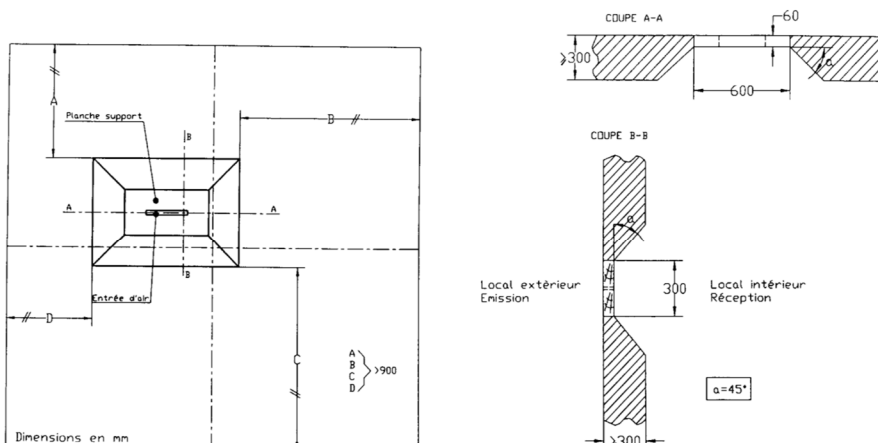 A
Planche support
B
B
A
A
B
Entrée d'air
D
C
A
B
C
D
>900
Dimensions en mm
COUPE A-A
60
≥300
a
600
COUPE B-B
a
Local extèrieur
Emission
300
Local intérieur
Réception
a=45°
>300